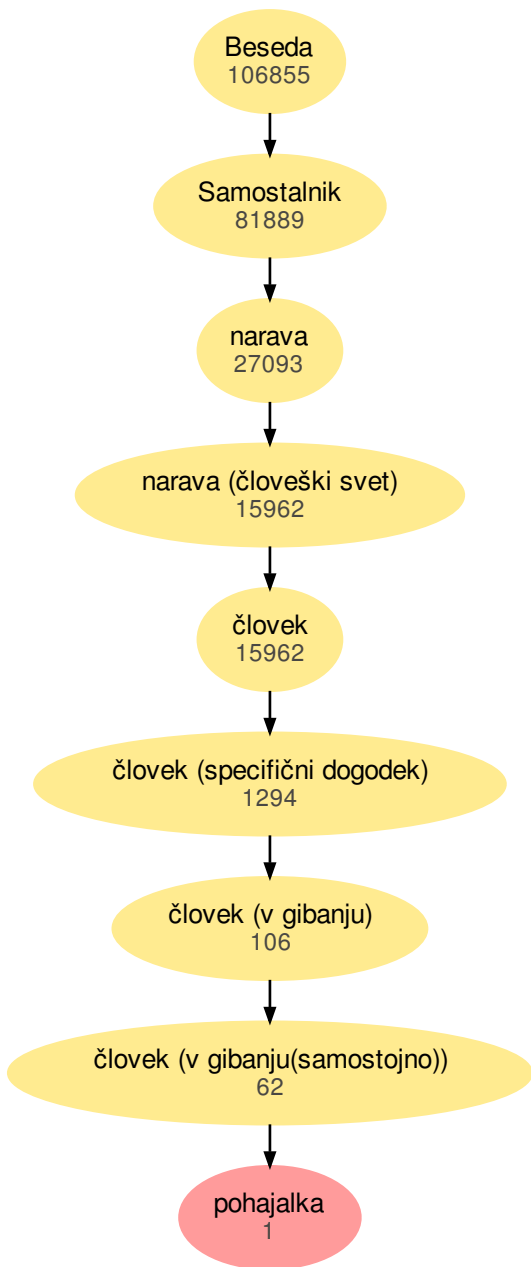 Beseda
106855
Samostalnik
81889
narava
27093
narava (človeški svet)
15962
človek
15962
človek (specifični dogodek)
1294
človek (v gibanju)
106
človek (v gibanju(samostojno))
62
pohajalka
1